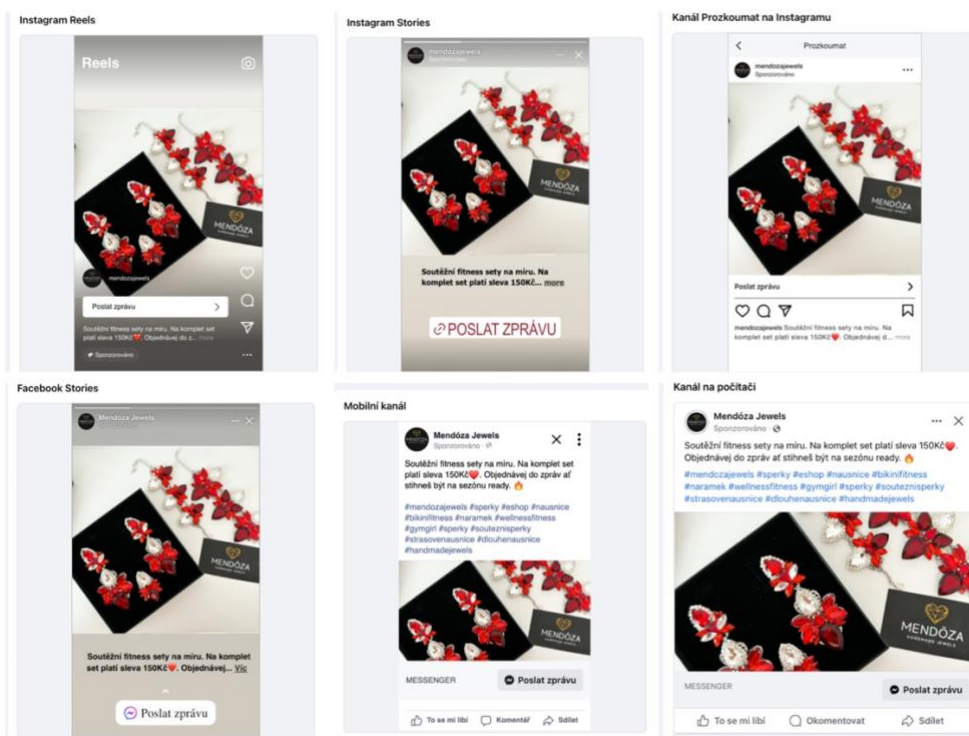 Instagram Reels
Reels
MENDÓZA
mendozajewels
Poslat zprávu
Soutěžní fitness sety na míru. Na komplet set
platí sleva 150Kč❤️. Objednávej do z... more
Sponzorováno
Instagram Stories
mendozajewels
Sponzorováno
MENDÓZA
Soutěžní fitness sety na míru. Na
komplet set platí sleva 150Kč... more
POSLAT ZPRÁVU
Kanál Prozkoumat na Instagramu
Prozkoumat
mendozajewels
Sponzorováno
MENDÓZA
Poslat zprávu
mendozajewels Soutěžní fitness sety na míru. Na
komplet set platí sleva 150Kč❤️. Objednávej d... more
Facebook Stories
Mendóza Jewels
MENDÓZA
Soutěžní fitness sety na míru. Na komplet
set platí sleva 150Kč❤️. Objednávej... Víc
Poslat zprávu
Mobilní kanál
Mendóza Jewels
Sponzorováno ·
Soutěžní fitness sety na míru. Na komplet set
platí sleva 150Kč❤️. Objednávej do zpráv ať
stihneš být na sezónu ready. 🔥
#mendozajewels #sperky #eshop #nausnice
#bikinifitness #naramek #wellnessfitness
#gymgirl #sperky #souteznisperky
#strasovenausnice #dlouhenausnice
#handmadejewels
MENDÓZA
MESSENGER
Poslat zprávu
To se mi líbí Komentář Sdílet
Kanál na počítači
Mendóza Jewels
Sponzorováno ·
Soutěžní fitness sety na míru. Na komplet set platí sleva 150Kč❤️.
Objednávej do zpráv ať stihneš být na sezónu ready. 🔥
#mendozajewels #sperky #eshop #nausnice #bikinifitness
#naramek #wellnessfitness #gymgirl #sperky #souteznisperky
#strasovenausnice #dlouhenausnice #handmadejewels
MENDÓZA
HANDMADE JEWELS
MESSENGER
Poslat zprávu
To se mi líbí Okomentovat Sdílet